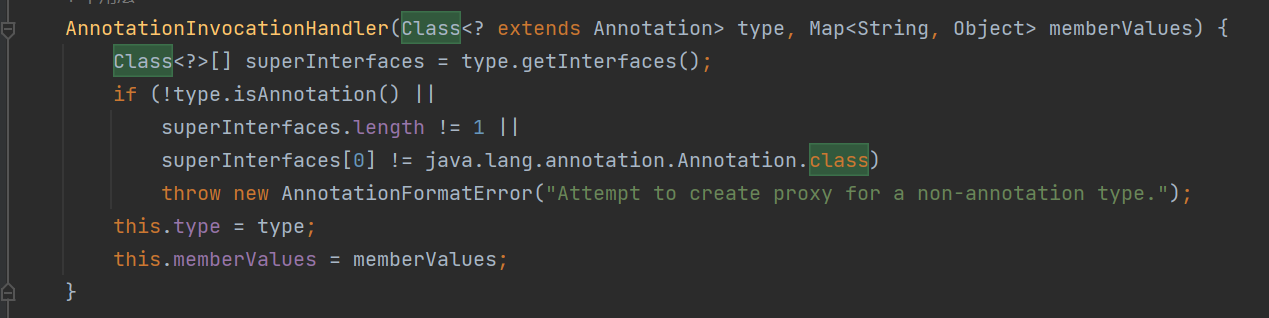 AnnotationInvocationHandler(Class<? extends Annotation> type, Map<String, Object> memberValues) {
Class<?>[] superInterfaces = type.getInterfaces();
if (!type.isAnnotation() ||
superInterfaces.length != 1 ||
superInterfaces[0] != java.lang.annotation.Annotation.class)
throw new AnnotationFormatError("Attempt to create proxy for a non-annotation type.");
this.type = type;
this.memberValues = memberValues;
}